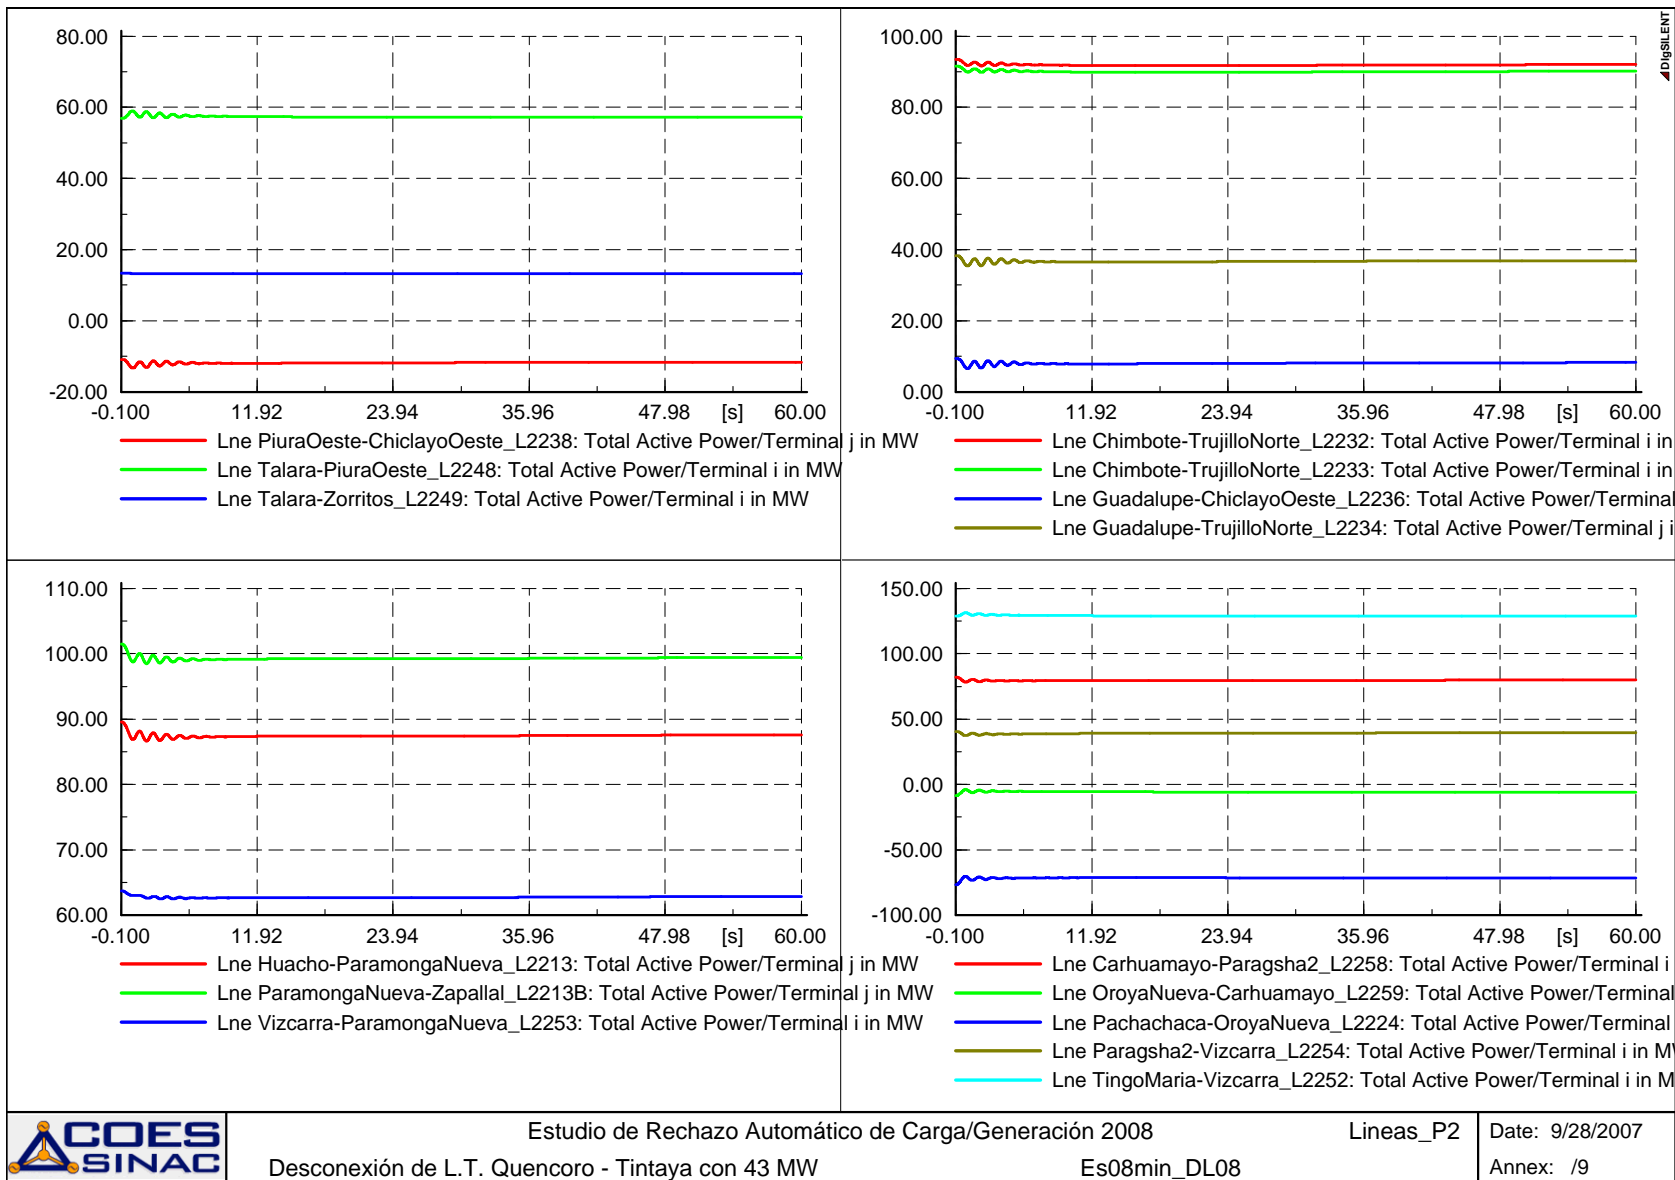 80.00
60.00
40.00
20.00
0.00
-20.00
-0.100 11.92 23.94 35.96 47.98 [s] 60.00
Lne PiuraOeste-ChiclayoOeste_L2238: Total Active Power/Terminal j in MW
Lne Talara-PiuraOeste_L2248: Total Active Power/Terminal i in MW
Lne Talara-Zorritos_L2249: Total Active Power/Terminal i in MW
100.00
80.00
60.00
40.00
20.00
0.00
-0.100 11.92 23.94 35.96 47.98 [s] 60.00
Lne Chimbote-TrujilloNorte_L2232: Total Active Power/Terminal i in
Lne Chimbote-TrujilloNorte_L2233: Total Active Power/Terminal i in
Lne Guadalupe-ChiclayoOeste_L2236: Total Active Power/Terminal
Lne Guadalupe-TrujilloNorte_L2234: Total Active Power/Terminal j i
DIgSILENT
110.00
100.00
90.00
80.00
70.00
60.00
-0.100 11.92 23.94 35.96 47.98 [s] 60.00
Lne Huacho-ParamongaNueva_L2213: Total Active Power/Terminal j in MW
Lne ParamongaNueva-Zapallal_L2213B: Total Active Power/Terminal j in MW
Lne Vizcarra-ParamongaNueva_L2253: Total Active Power/Terminal i in MW
150.00
100.00
50.00
0.00
-50.00
-100.00
-0.100 11.92 23.94 35.96 47.98 [s] 60.00
Lne Carhuamayo-Paragsha2_L2258: Total Active Power/Terminal i
Lne OroyaNueva-Carhuamayo_L2259: Total Active Power/Terminal
Lne Pachachaca-OroyaNueva_L2224: Total Active Power/Terminal
Lne Paragsha2-Vizcarra_L2254: Total Active Power/Terminal i in M
Lne TingoMaria-Vizcarra_L2252: Total Active Power/Terminal i in M
COES
SINAC
Estudio de Rechazo Automático de Carga/Generación 2008 Lineas_P2
Desconexión de L.T. Quencoro - Tintaya con 43 MW Es08min_DL08
Date: 9/28/2007
Annex: /9